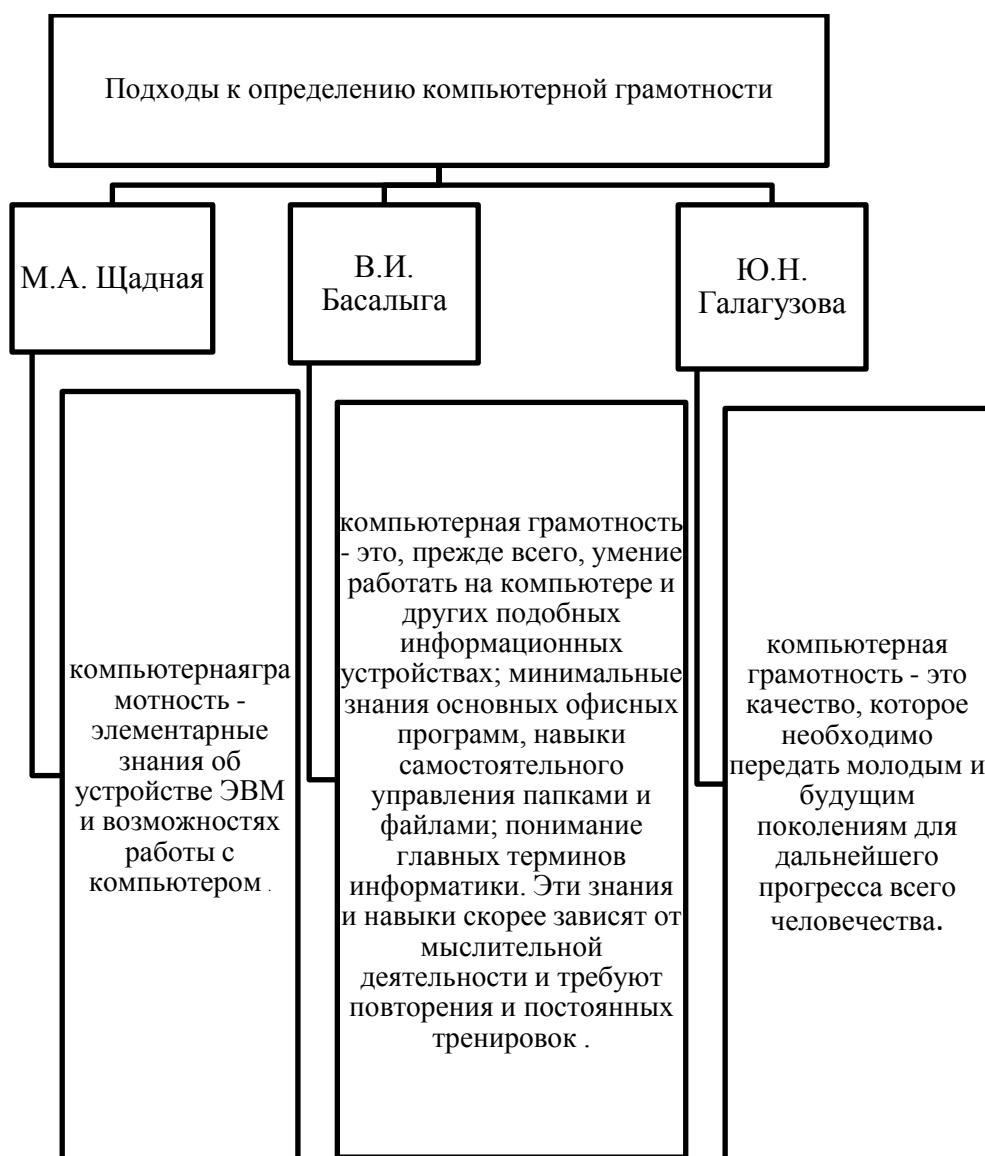 Подходы к определению компьютерной грамотности
М.А. Щадная
В.И.
Басалыга
Ю.Н.
Галагузова
компьютернаягра
мотность -
элементарные
знания об
устройстве ЭВМ
и возможностях
работы с
компьютером .
компьютерная грамотность
- это, прежде всего, умение
работать на компьютере и
других подобных
информационных
устройствах; минимальные
знания основных офисных
программ, навыки
самостоятельного
управления папками и
файлами; понимание
главных терминов
информатики. Эти знания
и навыки скорее зависят от
мыслительной
деятельности и требуют
повторения и постоянных
тренировок .
компьютерная
грамотность - это
качество, которое
необходимо
передать молодым и
будущим
поколениям для
дальнейшего
прогресса всего
человечества.